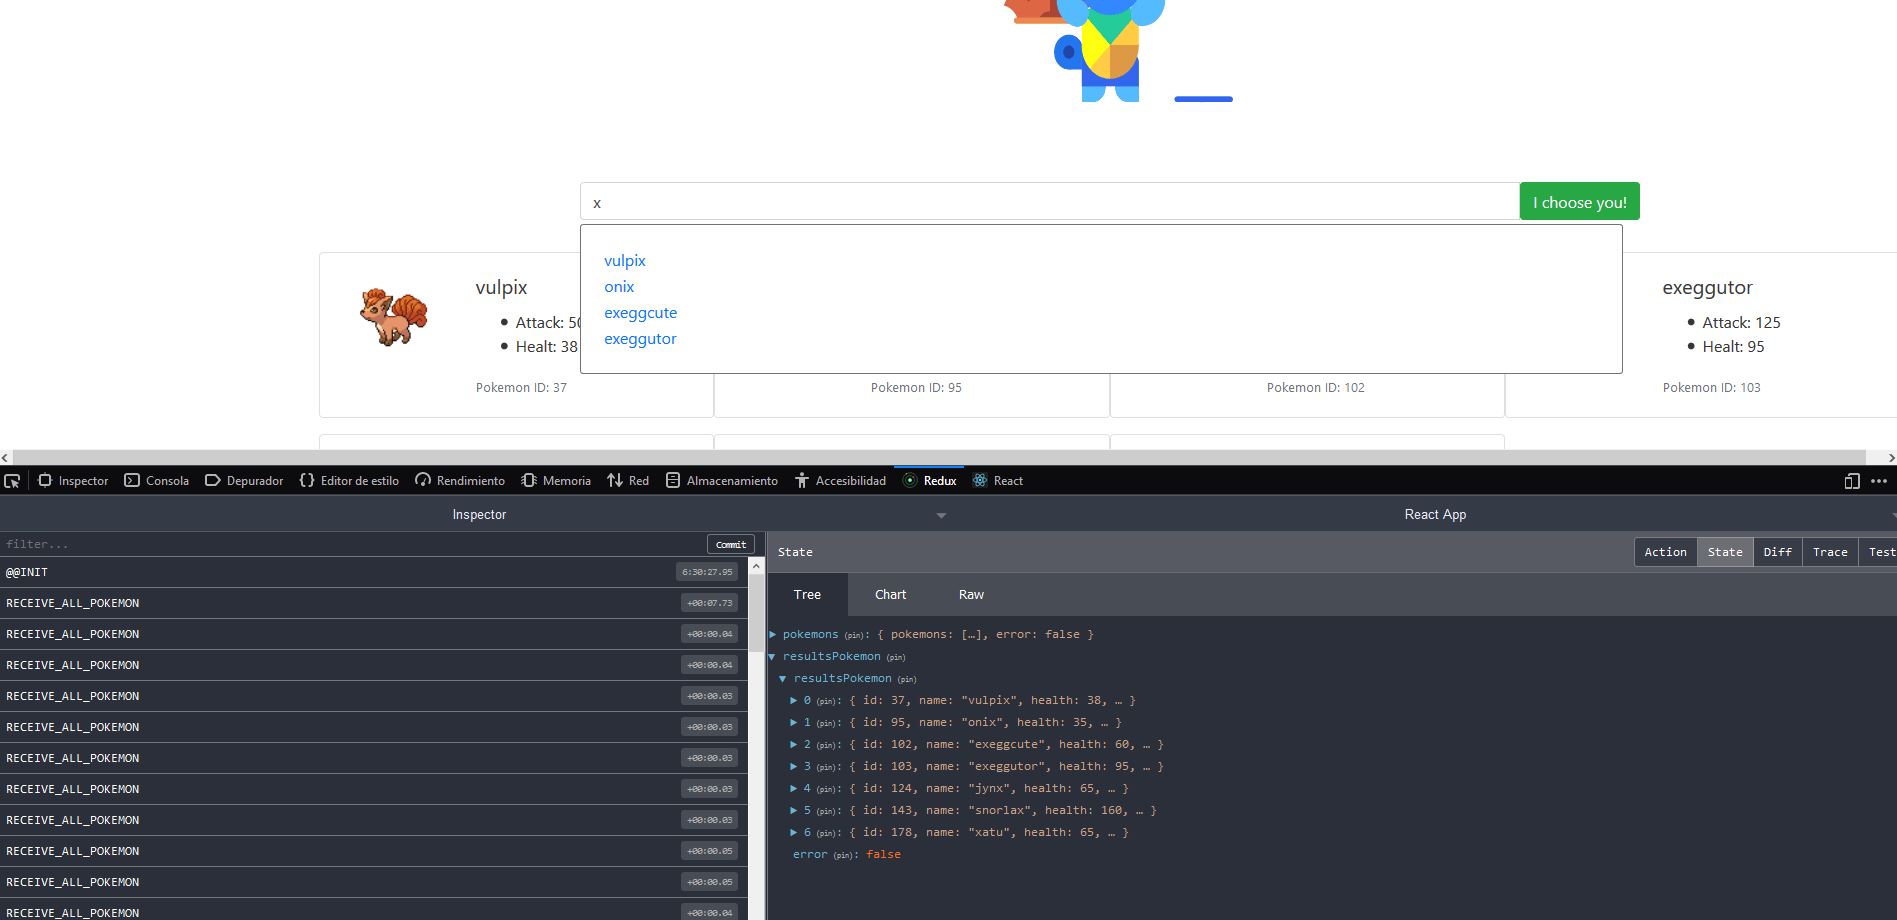 x
I choose you!
vulpix
onix
exeggcute
exeggutor
vulpix
Attack: 50
Healt: 38
Pokemon ID: 37
Pokemon ID: 95
Pokemon ID: 102
exeggutor
Attack: 125
Healt: 95
Pokemon ID: 103
Inspector Consola Depurador Editor de estilo Rendimiento Memoria Red Almacenamiento Accesibilidad Redux React
Inspector React App
filter... Commit
@@INIT 6:30:27.95
RECEIVE_ALL_POKEMON +00:07.73
RECEIVE_ALL_POKEMON +00:00.04
RECEIVE_ALL_POKEMON +00:00.04
RECEIVE_ALL_POKEMON +00:00.03
RECEIVE_ALL_POKEMON +00:00.03
RECEIVE_ALL_POKEMON +00:00.03
RECEIVE_ALL_POKEMON +00:00.03
RECEIVE_ALL_POKEMON +00:00.03
RECEIVE_ALL_POKEMON +00:00.05
RECEIVE_ALL_POKEMON +00:00.05
RECEIVE_ALL_POKEMON +00:00.04
State Action State Diff Trace Test
Tree Chart Raw
pokemons (pin): { pokemons: […], error: false }
resultsPokemon (pin)
resultsPokemon (pin)
0 (pin): { id: 37, name: "vulpix", health: 38, … }
1 (pin): { id: 95, name: "onix", health: 35, … }
2 (pin): { id: 102, name: "exeggcute", health: 60, … }
3 (pin): { id: 103, name: "exeggutor", health: 95, … }
4 (pin): { id: 124, name: "jynx", health: 65, … }
5 (pin): { id: 143, name: "snorlax", health: 160, … }
6 (pin): { id: 178, name: "xatu", health: 65, … }
error (pin): false